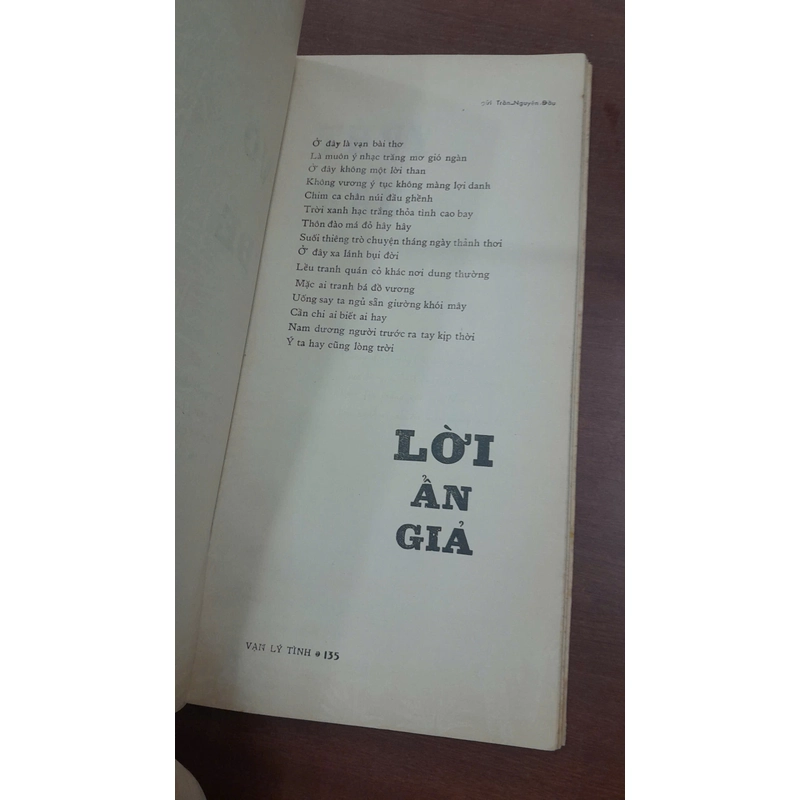 Trần Nguyên
Ở đây là vạn bài thơ
Là muôn ý nhạc trăng mơ gió ngàn
Ở đây không một lời than
Không vương ý tục không màng lợi danh
Chim ca chân núi đầu ghềnh
Trời xanh hạc trắng thỏa tình cao bay
Thôn đào má đỏ hây hây
Suối thiêng trò chuyện tháng ngày thảnh thơi
Ở đây xa lánh bụi đời
Lều tranh quán cỏ khác nơi dung thường
Mặc ai tranh bá đồ vương
Uống say ta ngủ sẵn giường khói mây
Cần chi ai biết ai hay
Nam dương người trước ra tay kịp thời
Ý ta hay cũng lòng trời
LỜI
ẨN
GIẢ
VẠN LÝ TÌNH 135